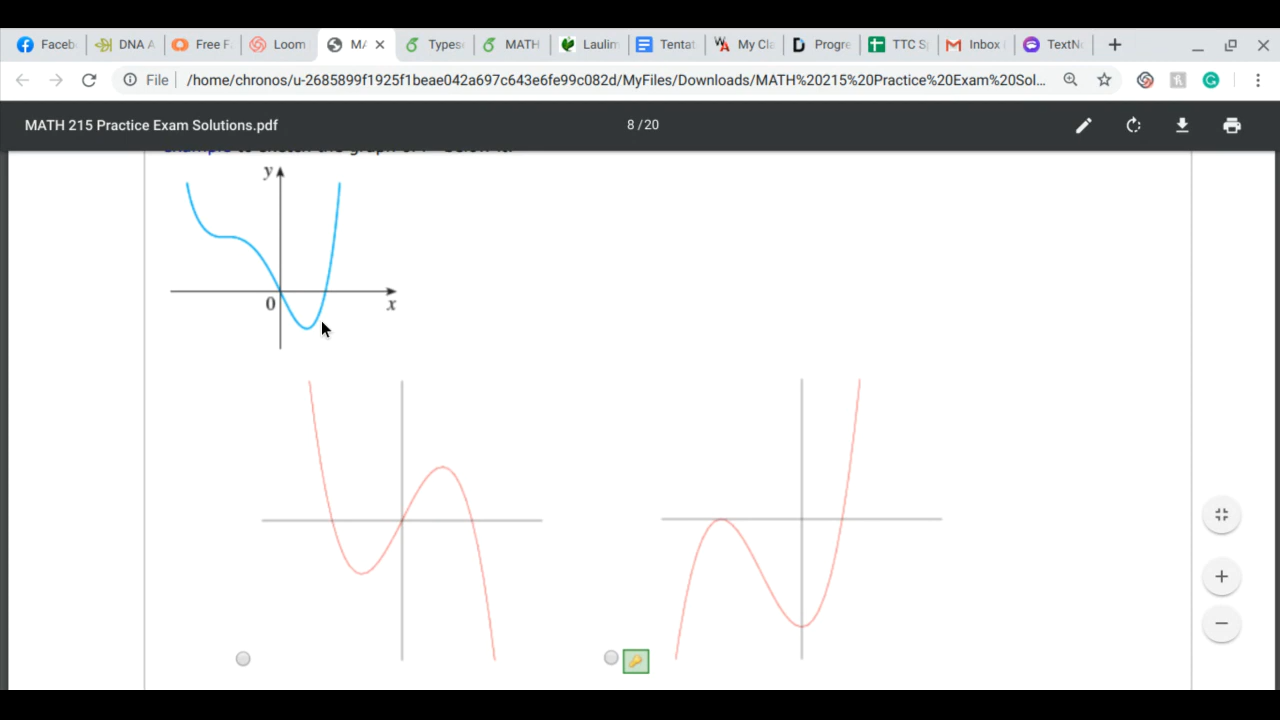 Faceb DNA A Free F Loom MA Types MATH Laulim Tentat My Cla Progre TTC S Inbox TextN
File /home/chronos/u-2685899f1925f1beae042a697c643e6fe99c082d/MyFiles/Downloads/MATH%20215%20Practice%20Exam%20Sol...
MATH 215 Practice Exam Solutions.pdf 8 / 20
y
0 x